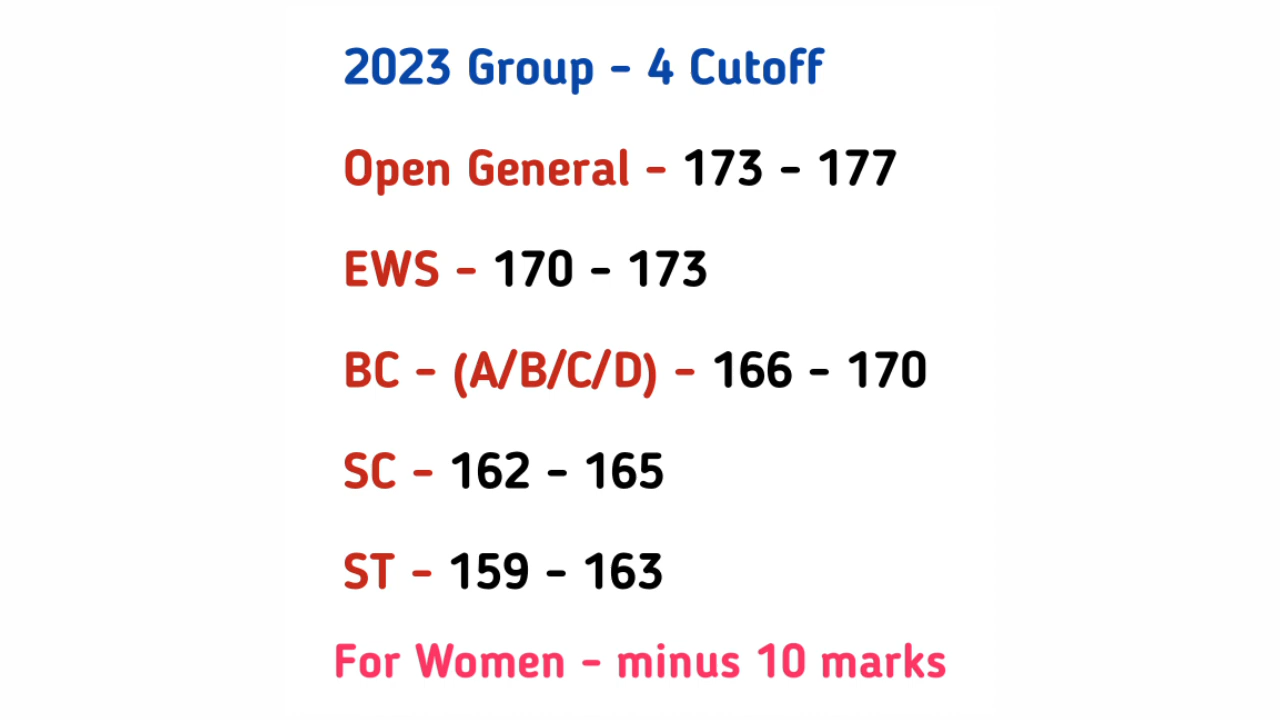 2023 Group - 4 Cutoff
Open General - 173 - 177
EWS - 170 - 173
BC - (A/B/C/D) - 166 - 170
SC - 162 - 165
ST - 159 - 163
For Women - minus 10 marks